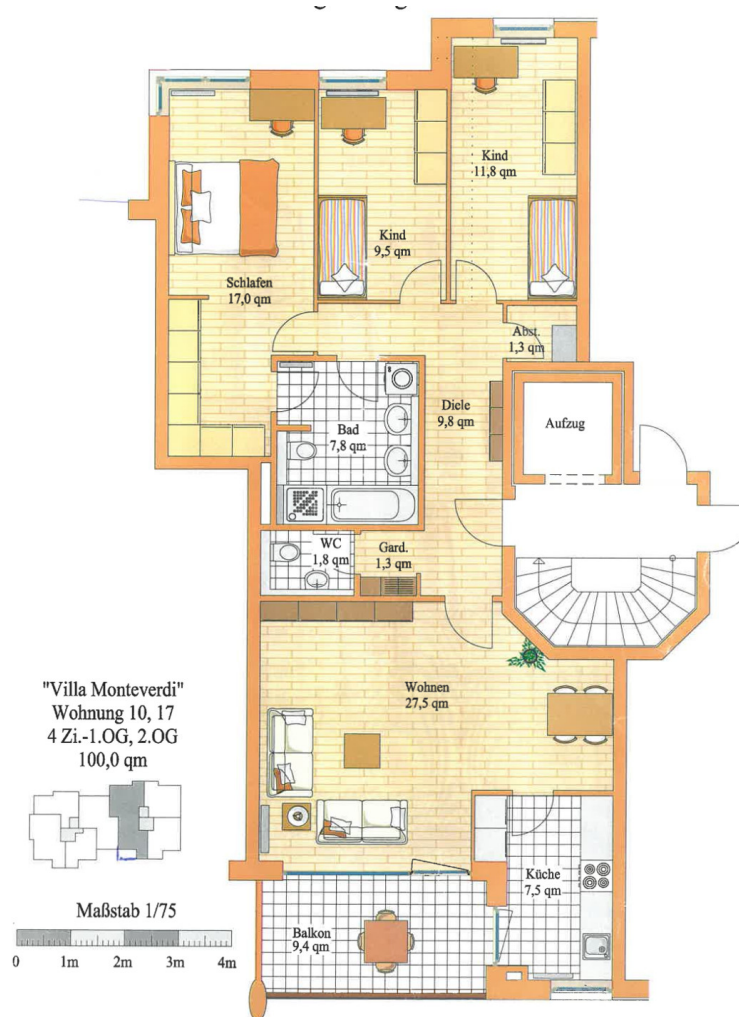 Kind
11,8 qm
Kind
9,5 qm
Schlafen
17,0 qm
Abst.
1,3 qm
Diele
9,8 qm
Aufzug
Bad
7,8 qm
WC
1,8 qm
Gard.
1,3 qm
Wohnen
27,5 qm
"Villa Monteverdi"
Wohnung 10, 17
4 Zi.-1.OG, 2.OG
100,0 qm
Küche
7,5 qm
Maßstab 1/75
Balkon
9,4 qm
0 1m 2m 3m 4m